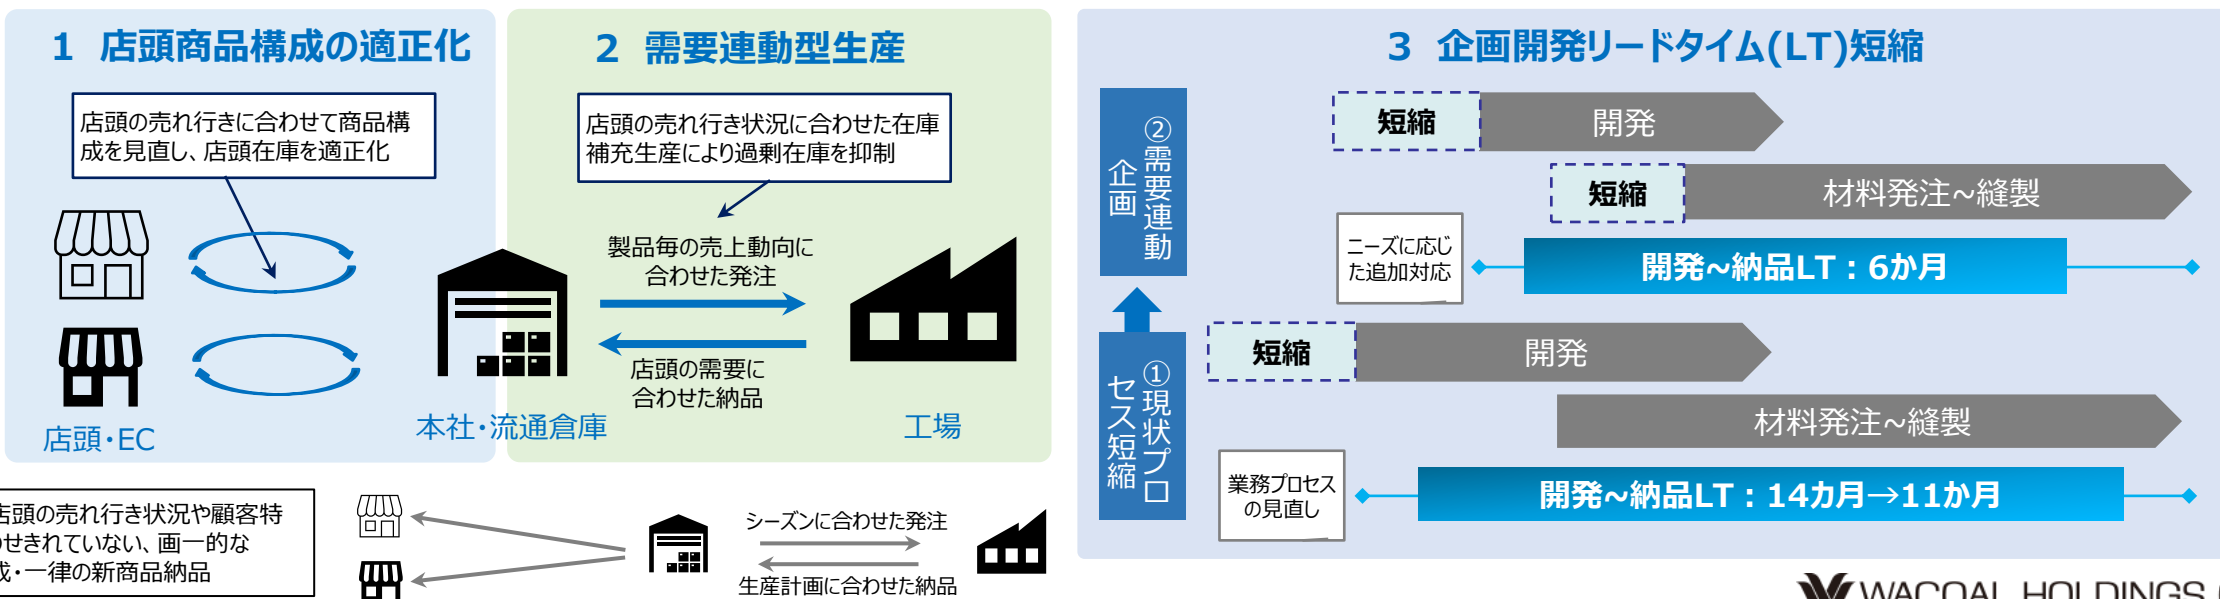 1 店頭商品構成の適正化
店頭の売れ行きに合わせて商品構
成を見直し、店頭在庫を適正化
店頭・EC
2 需要連動型生産
店頭の売れ行き状況に合わせた在庫
補充生産により過剰在庫を抑制
製品毎の売上動向に
合わせた発注
店頭の需要に
合わせた納品
本社・流通倉庫
工場
店頭の売れ行き状況や顧客特
せきれていない、画一的な
成・一律の新商品納品
シーズンに合わせた発注
生産計画に合わせた納品
3 企画開発リードタイム(LT)短縮
②需要連動
企画
短縮
開発
短縮
材料発注~縫製
ニーズに応じ
た追加対応
開発~納品LT：6か月
①現状プロ
セス短縮
短縮
開発
材料発注~縫製
業務プロセス
の見直し
開発~納品LT：14カ月→11か月
WACOAL HOLDINGS